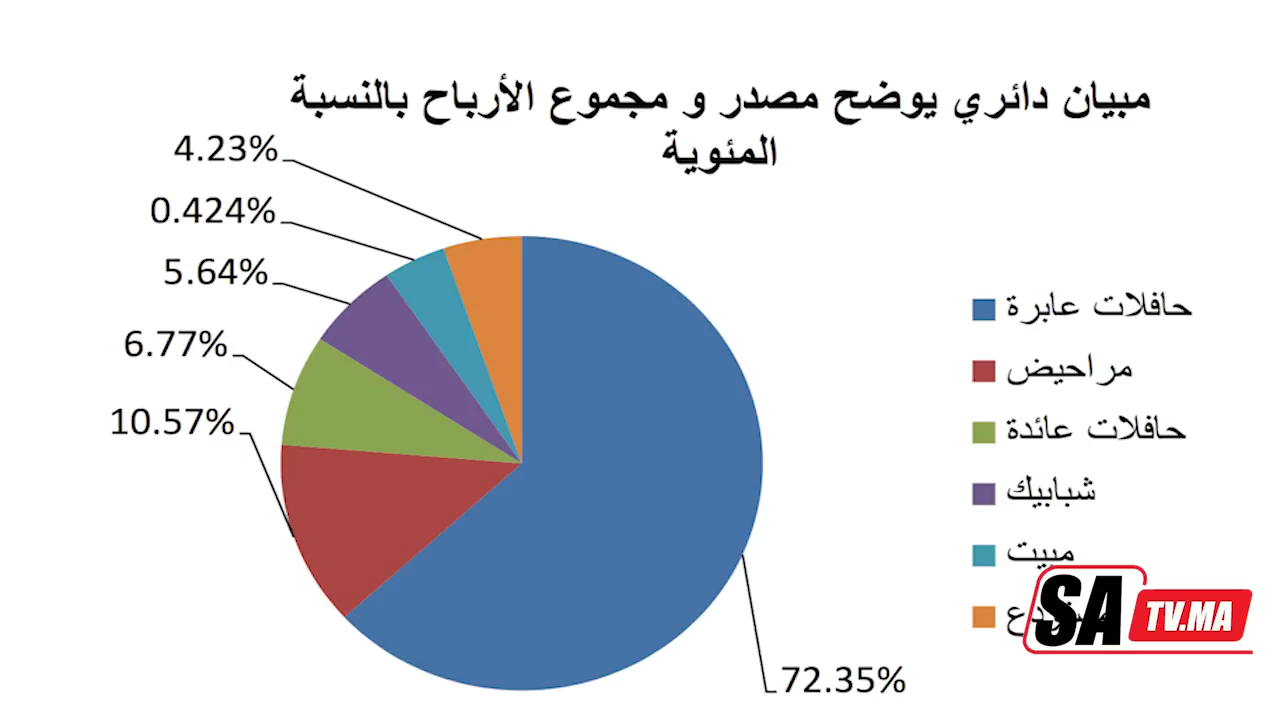 مبيان دائري يوضح مصدر و مجموع الأرباح بالنسبة
المئوية
4.23%
0.424%
5.64%
6.77%
10.57%
72.35%
حافلات عابرة
مراحيض
حافلات عائدة
شبابيك
مبيت
SA TV.MA